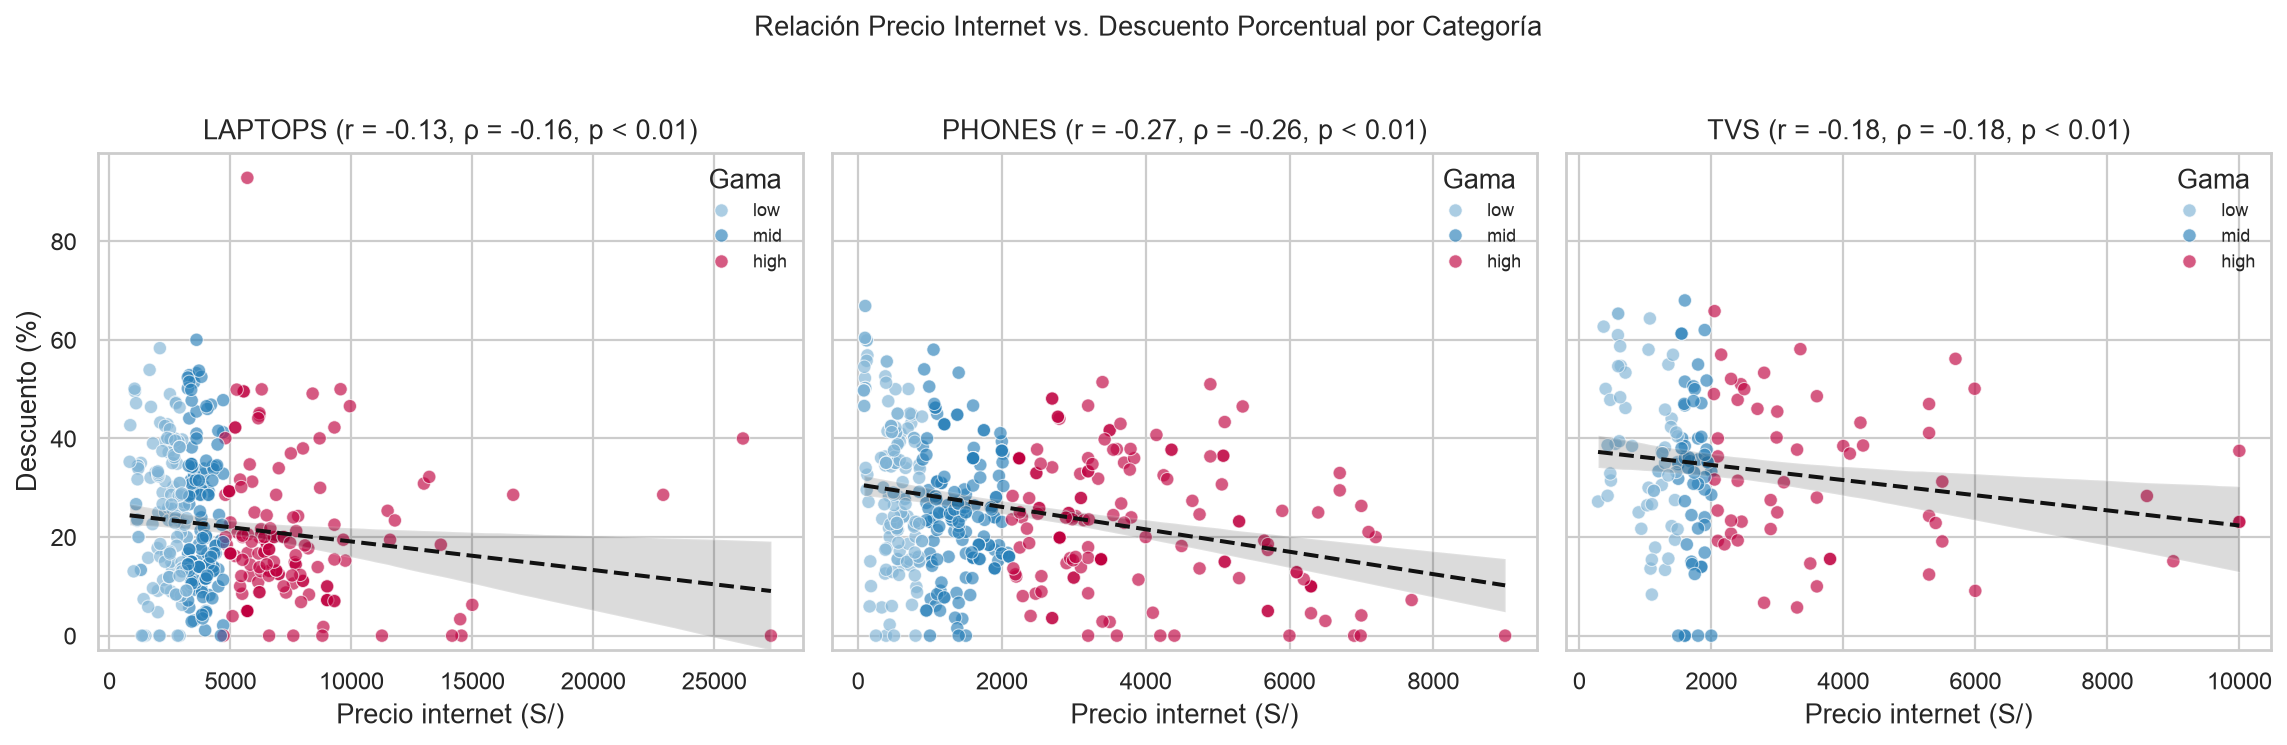 Relación Precio Internet vs. Descuento Porcentual por Categoría
LAPTOPS (r = -0.13, ρ = -0.16, p < 0.01)
Gama
low
mid
high
80
60
40
20
0
Descuento (%)
0 5000 10000 15000 20000 25000
Precio internet (S/)
PHONES (r = -0.27, ρ = -0.26, p < 0.01)
Gama
low
mid
high
0 2000 4000 6000 8000
Precio internet (S/)
TVS (r = -0.18, ρ = -0.18, p < 0.01)
Gama
low
mid
high
0 2000 4000 6000 8000 10000
Precio internet (S/)